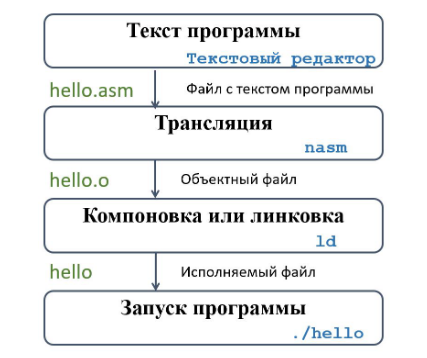 Текст программы
Текстовый редактор
hello.asm Файл с текстом программы
Трансляция
nasm
hello.o Объектный файл
Компоновка или линковка
ld
hello Исполняемый файл
Запуск программы
./hello